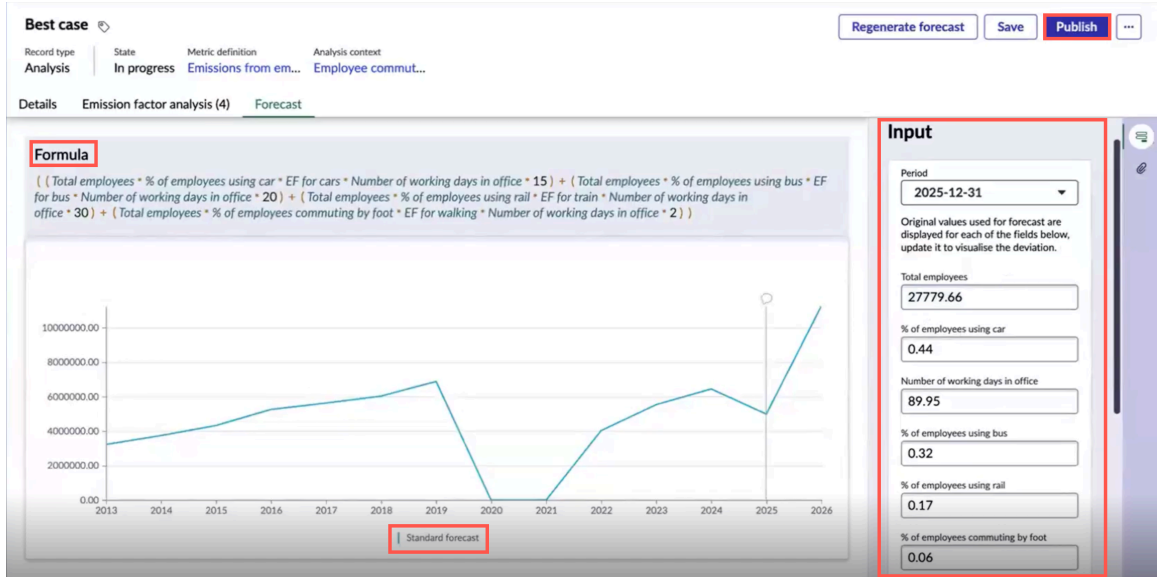 Best case
Regenerate forecast
Save
Publish
...
Record type
State
Metric definition
Analysis context
Analysis
In progress
Emissions from em...
Employee commut...
Details
Emission factor analysis (4)
Forecast
Formula
( ( Total employees * % of employees using car * EF for cars * Number of working days in office * 15 ) + ( Total employees * % of employees using bus * EF
for bus * Number of working days in office * 20 ) + ( Total employees * % of employees using rail * EF for train * Number of working days in
office * 30 ) + ( Total employees * % of employees commuting by foot * EF for walking * Number of working days in office * 2 ) )
10000000.00
8000000.00
6000000.00
4000000.00
2000000.00
0.00
2013
2014
2015
2016
2017
2018
2019
2020
2021
2022
2023
2024
2025
2026
Standard forecast
Input
Period
2025-12-31
Original values used for forecast are
displayed for each of the fields below,
update it to visualise the deviation.
Total employees
27779.66
% of employees using car
0.44
Number of working days in office
89.95
% of employees using bus
0.32
% of employees using rail
0.17
% of employees commuting by foot
0.06